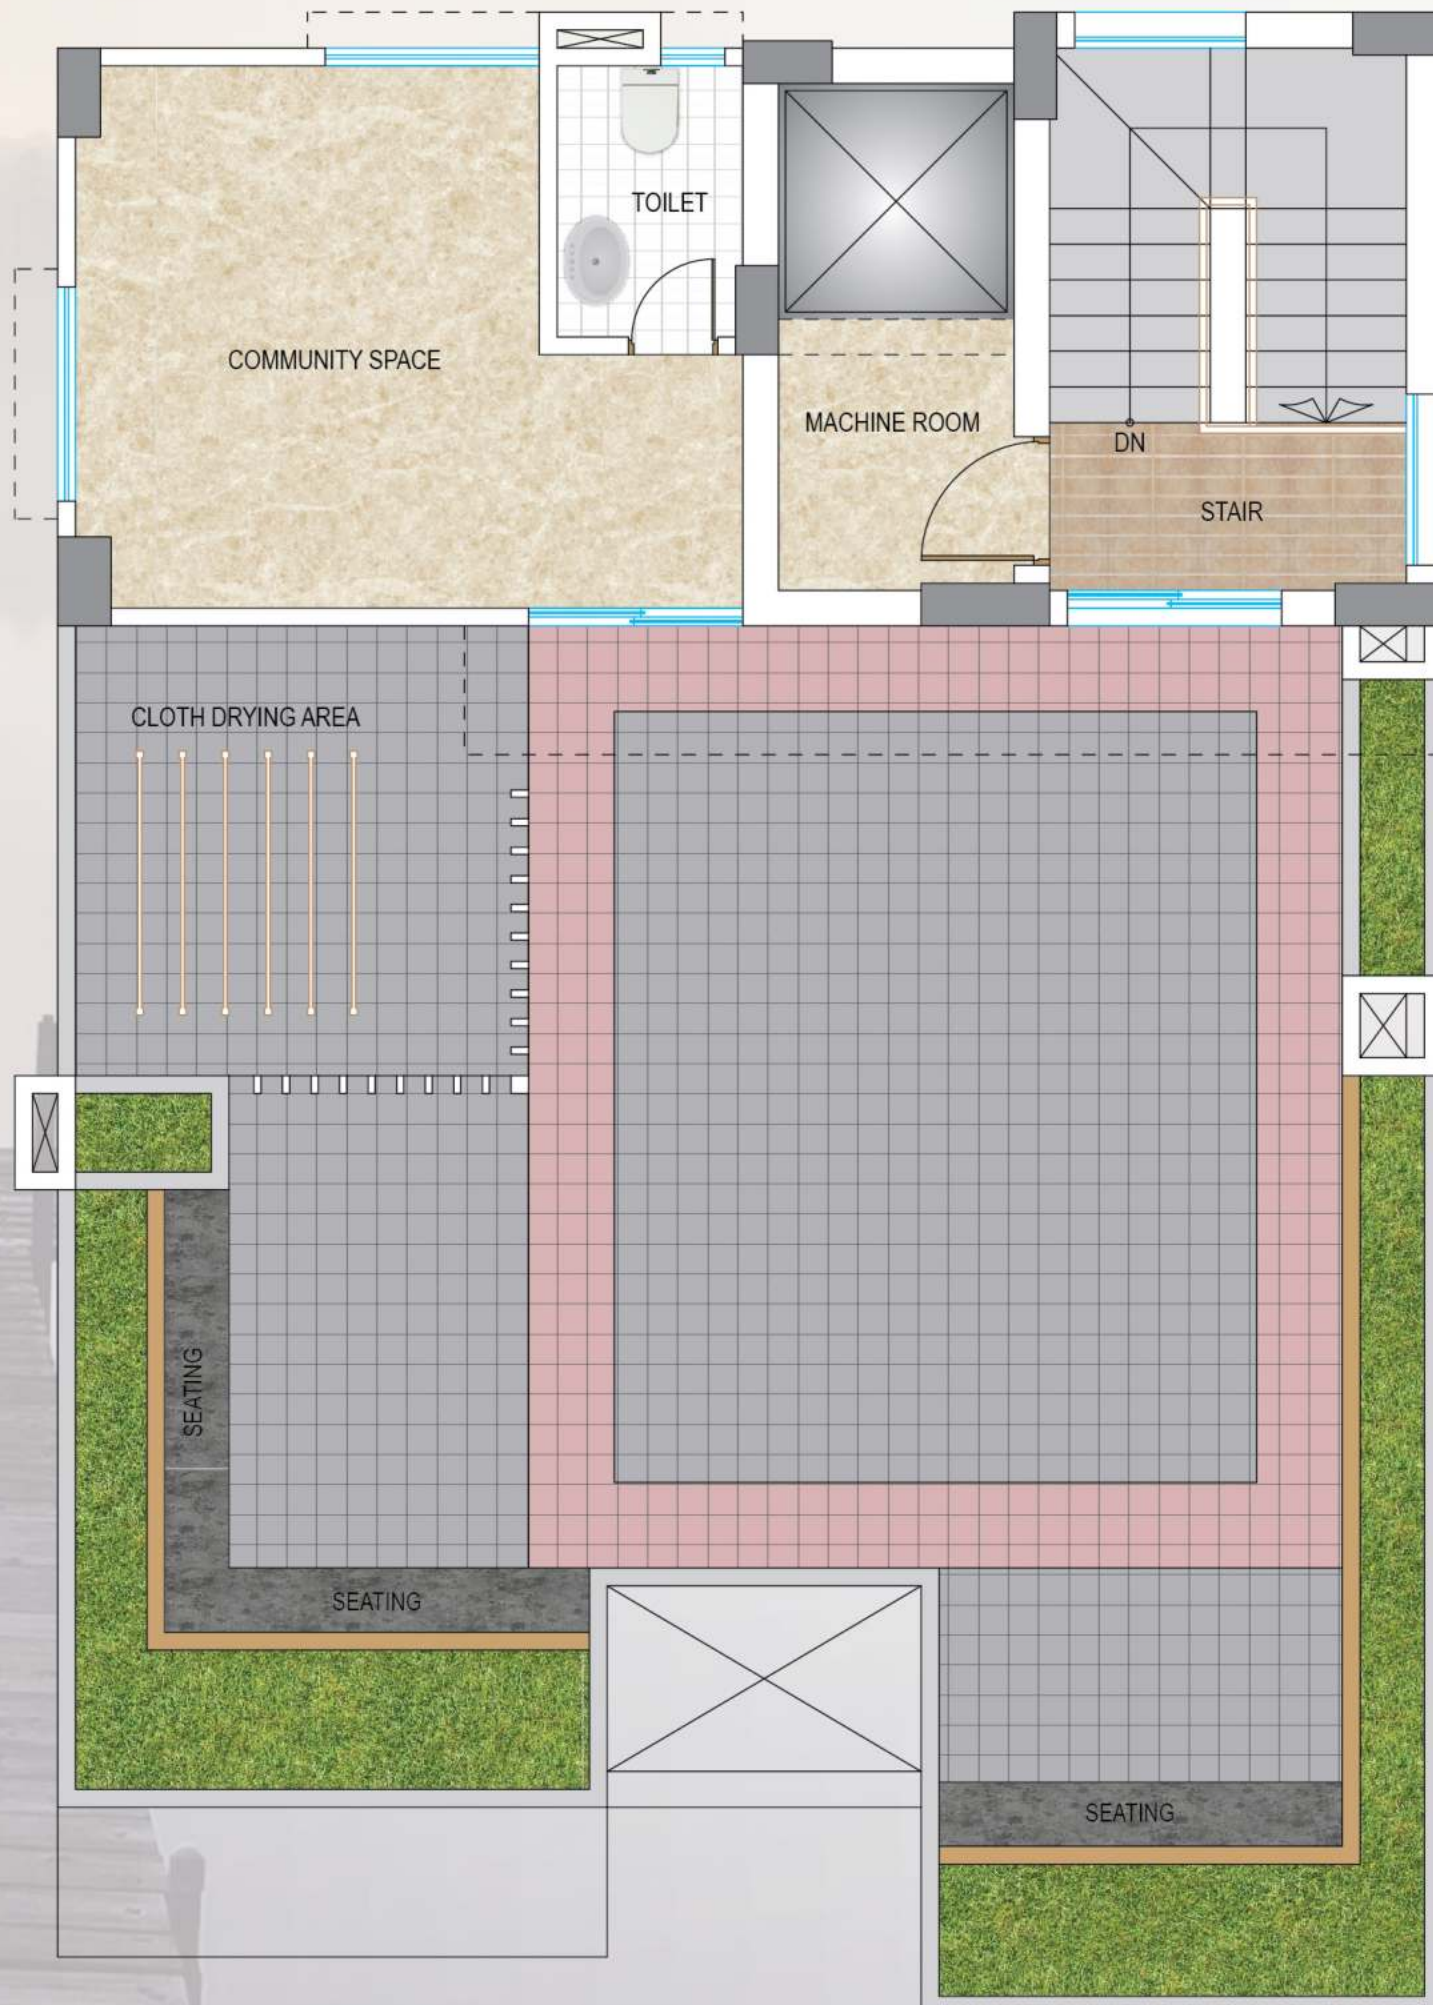 TOILET
COMMUNITY SPACE
MACHINE ROOM
DN
STAIR
CLOTH DRYING AREA
SEATING
SEATING
SEATING